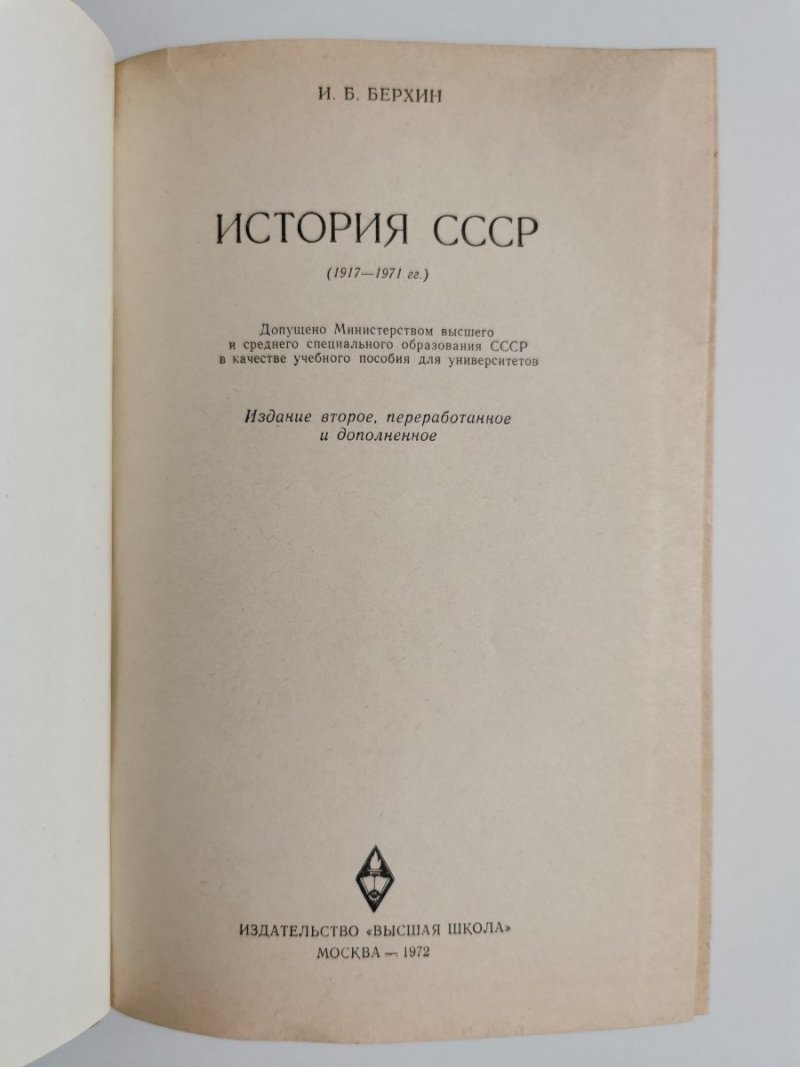 И. Б. БЕРХИН
ИСТОРИЯ СССР
(1917—1971 гг.)
Допущено Министерством высшего
и среднего специального образования СССР
в качестве учебного пособия для университетов
Издание второе, переработанное
и дополненное
ИЗДАТЕЛЬСТВО «ВЫСШАЯ ШКОЛА»
МОСКВА — 1972